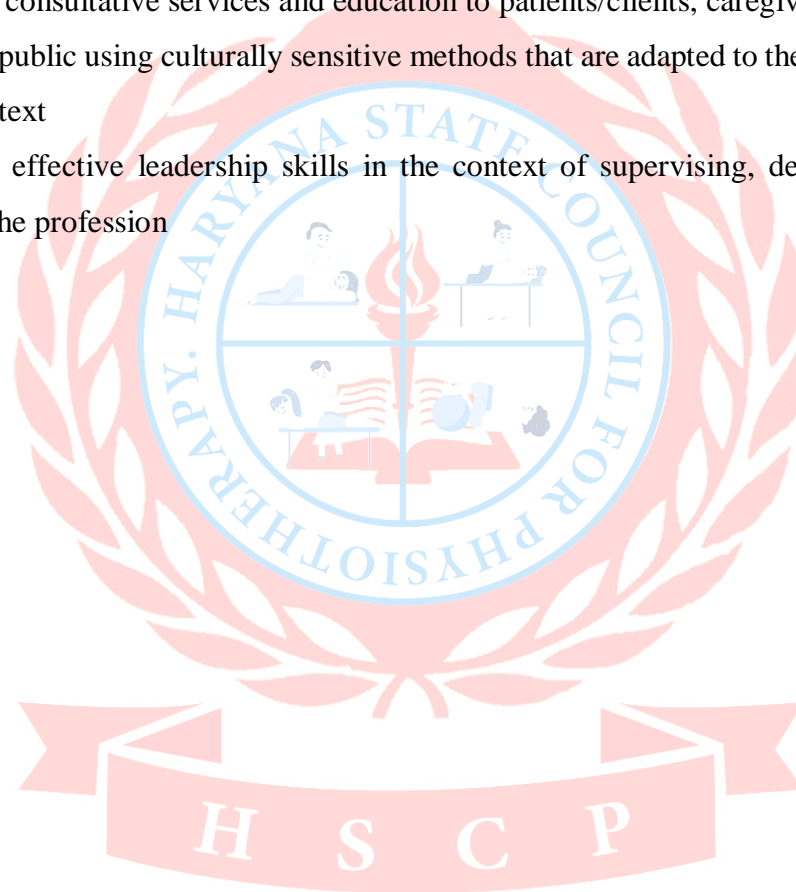 consultative services and education to patients/clients, caregiv
public using culturally sensitive methods that are adapted to the
text
effective leadership skills in the context of supervising, de
he profession
HARYANA STATE COUNCIL FOR PHYSIOTHERAPY.
H S C P